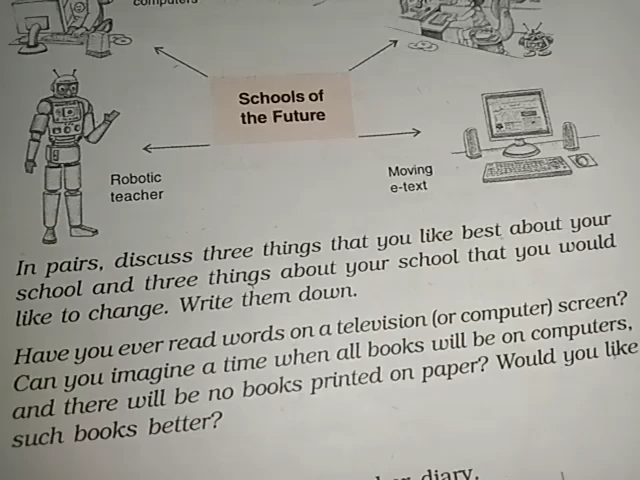 computers
Schools of
the Future
Robotic
teacher
Moving
e-text
In pairs, discuss three things that you like best about your
school and three things about your school that you would
like to change. Write them down.
Have you ever read words on a television (or computer) screen?
Can you imagine a time when all books will be on computers,
and there will be no books printed on paper? Would you like
such books better?
diary.